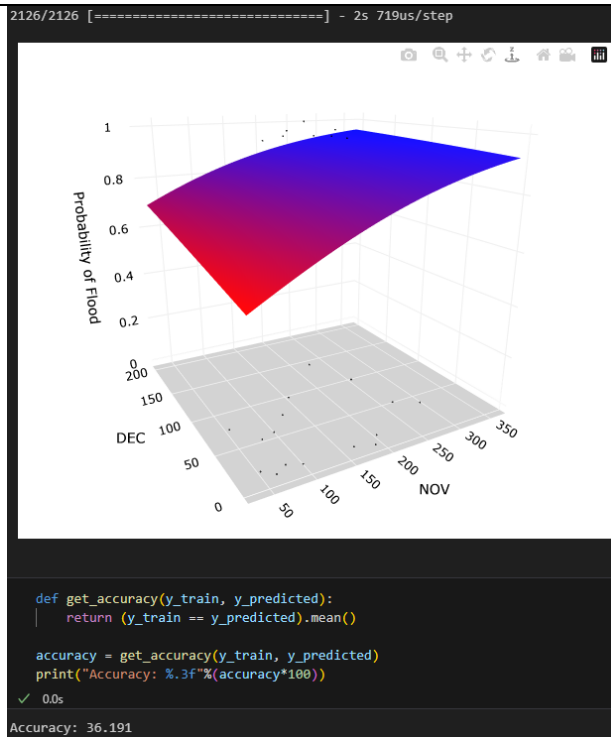 2126/2126 [==============================] - 2s 719us/step
1
0.8
0.6
0.4
0.2
0
Probability of Flood
200
150
100
50
0
DEC
50
100
150
200
250
300
350
NOV
def get_accuracy(y_train, y_predicted):
return (y_train == y_predicted).mean()
accuracy = get_accuracy(y_train, y_predicted)
print("Accuracy: %.3f"%(accuracy*100))
0.0s
Accuracy: 36.191